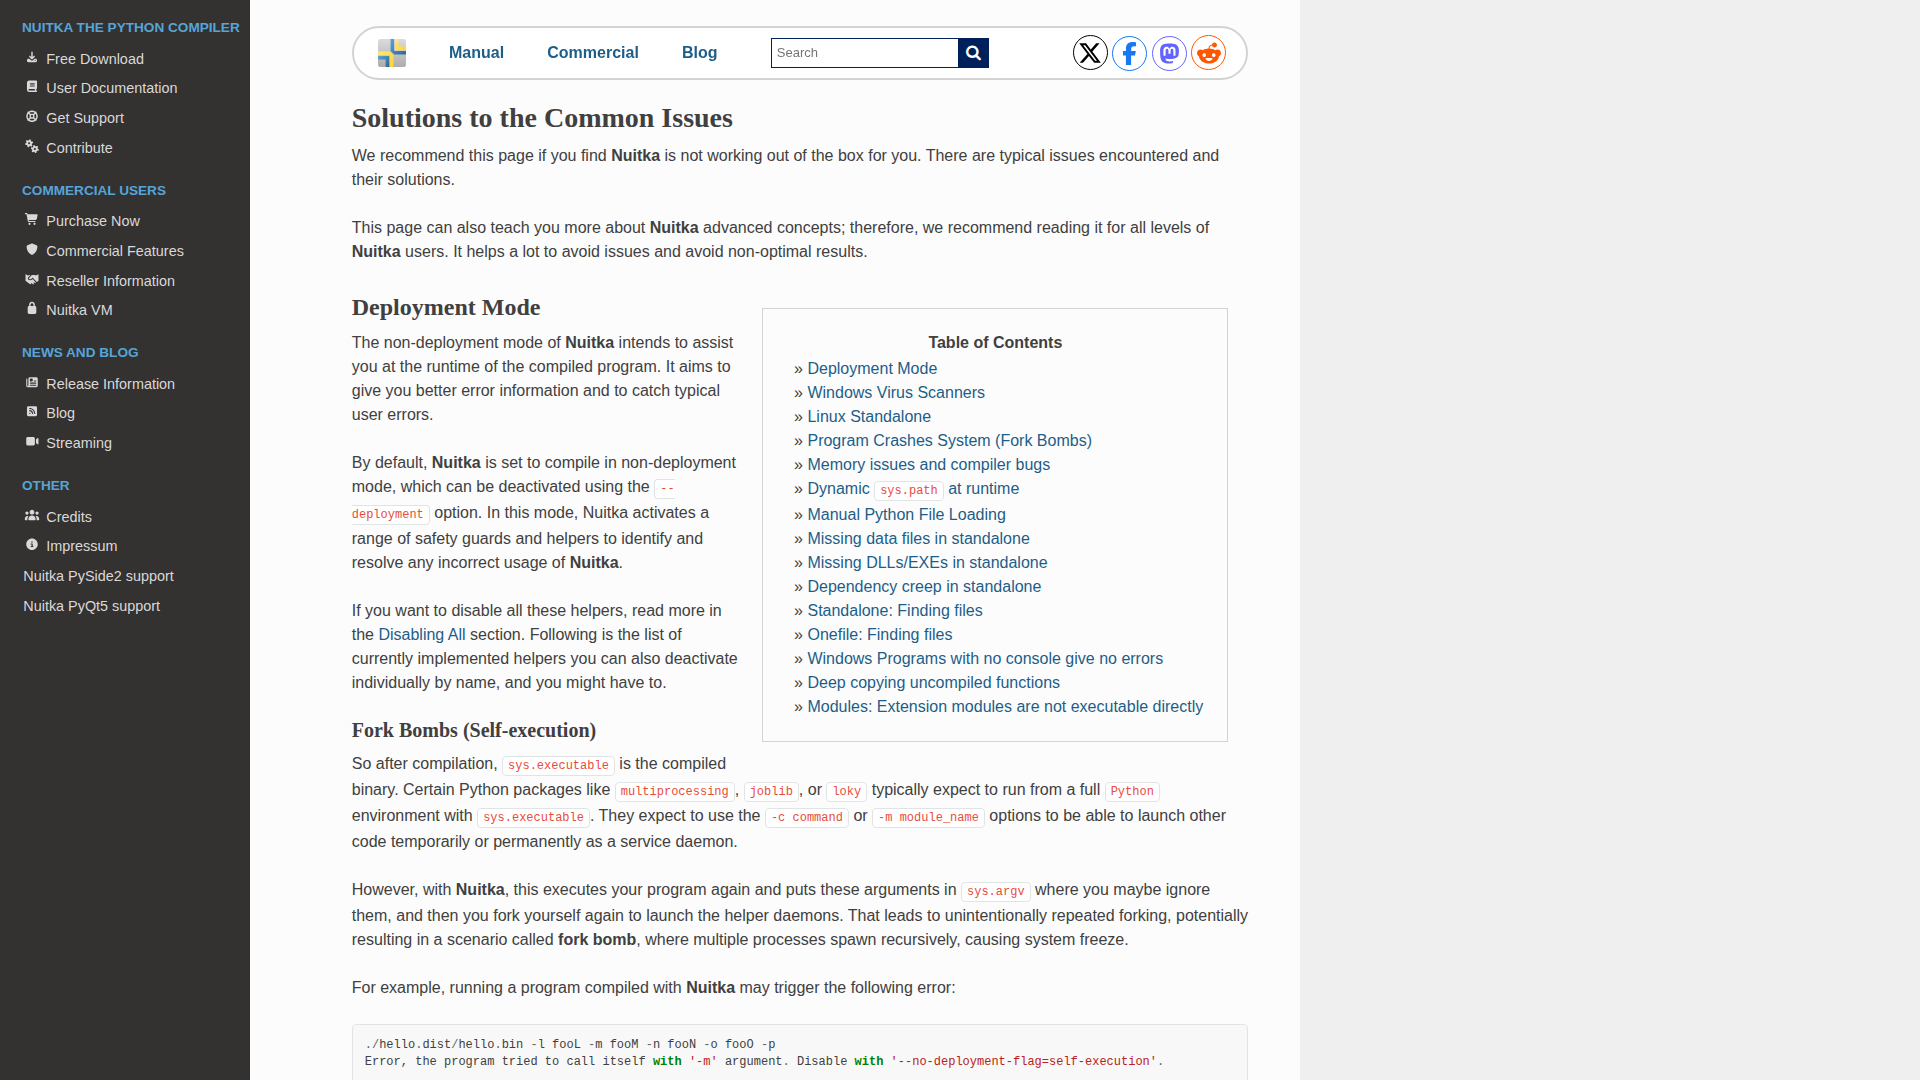 NUITKA THE PYTHON COMPILER
Free Download
User Documentation
Get Support
Contribute
COMMERCIAL USERS
Purchase Now
Commercial Features
Reseller Information
Nuitka VM
NEWS AND BLOG
Release Information
Blog
Streaming
OTHER
Credits
Impressum
Nuitka PySide2 support
Nuitka PyQt5 support
Manual Commercial Blog Search
Solutions to the Common Issues
We recommend this page if you find Nuitka is not working out of the box for you. There are typical issues encountered and
their solutions.
This page can also teach you more about Nuitka advanced concepts; therefore, we recommend reading it for all levels of
Nuitka users. It helps a lot to avoid issues and avoid non-optimal results.
Deployment Mode
The non-deployment mode of Nuitka intends to assist
you at the runtime of the compiled program. It aims to
give you better error information and to catch typical
user errors.
By default, Nuitka is set to compile in non-deployment
mode, which can be deactivated using the --
deployment option. In this mode, Nuitka activates a
range of safety guards and helpers to identify and
resolve any incorrect usage of Nuitka.
If you want to disable all these helpers, read more in
the Disabling All section. Following is the list of
currently implemented helpers you can also deactivate
individually by name, and you might have to.
Table of Contents
» Deployment Mode
» Windows Virus Scanners
» Linux Standalone
» Program Crashes System (Fork Bombs)
» Memory issues and compiler bugs
» Dynamic sys.path at runtime
» Manual Python File Loading
» Missing data files in standalone
» Missing DLLs/EXEs in standalone
» Dependency creep in standalone
» Standalone: Finding files
» Onefile: Finding files
» Windows Programs with no console give no errors
» Deep copying uncompiled functions
» Modules: Extension modules are not executable directly
Fork Bombs (Self-execution)
So after compilation, sys.executable is the compiled
binary. Certain Python packages like multiprocessing, joblib, or loky typically expect to run from a full Python
environment with sys.executable. They expect to use the -c command or -m module_name options to be able to launch other
code temporarily or permanently as a service daemon.
However, with Nuitka, this executes your program again and puts these arguments in sys.argv where you maybe ignore
them, and then you fork yourself again to launch the helper daemons. That leads to unintentionally repeated forking, potentially
resulting in a scenario called fork bomb, where multiple processes spawn recursively, causing system freeze.
For example, running a program compiled with Nuitka may trigger the following error:
./hello.dist/hello.bin -l fooL -m fooM -n fooN -o fooO -p
Error, the program tried to call itself with '-m' argument. Disable with '--no-deployment-flag=self-execution'.